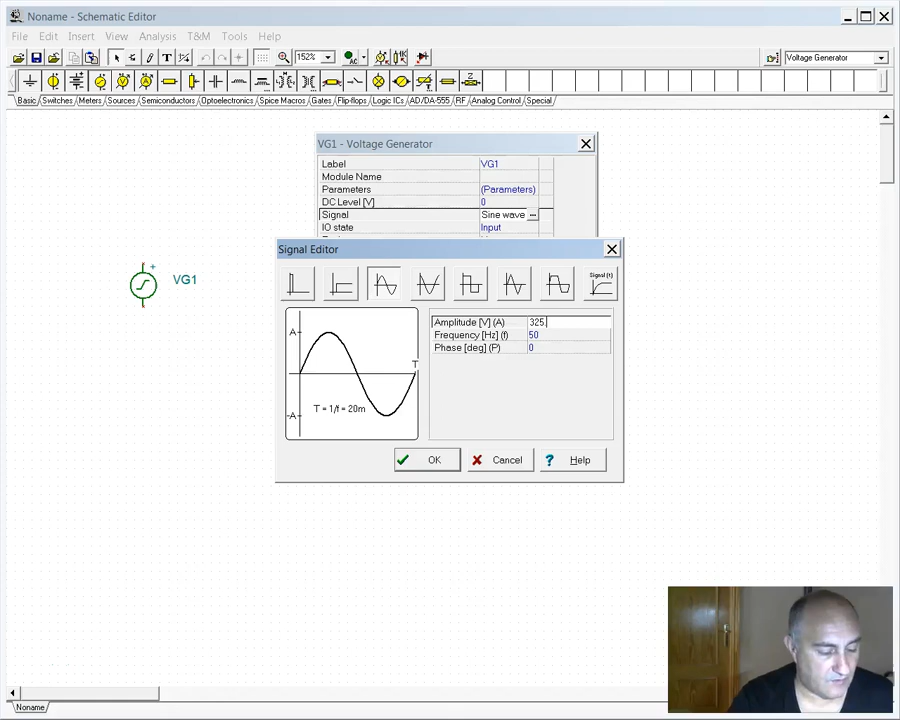 Noname - Schematic Editor
File Edit Insert View Analysis T&M Tools Help
152%
AC
Voltage Generator
Basic Switches Meters Sources Semiconductors Optoelectronics Spice Macros Gates Flip-flops Logic ICs AD/DA-555 RF Analog Control Special
VG1 - Voltage Generator
Label VG1
Module Name
Parameters (Parameters)
DC Level [V] 0
Signal Sine wave ...
IO state Input
Signal Editor
Signal (t)
Amplitude [V] (A) 325
Frequency [Hz] (f) 50
Phase [deg] (P) 0
A
T
T = 1/f = 20m
-A
+
VG1
OK Cancel ? Help
Noname